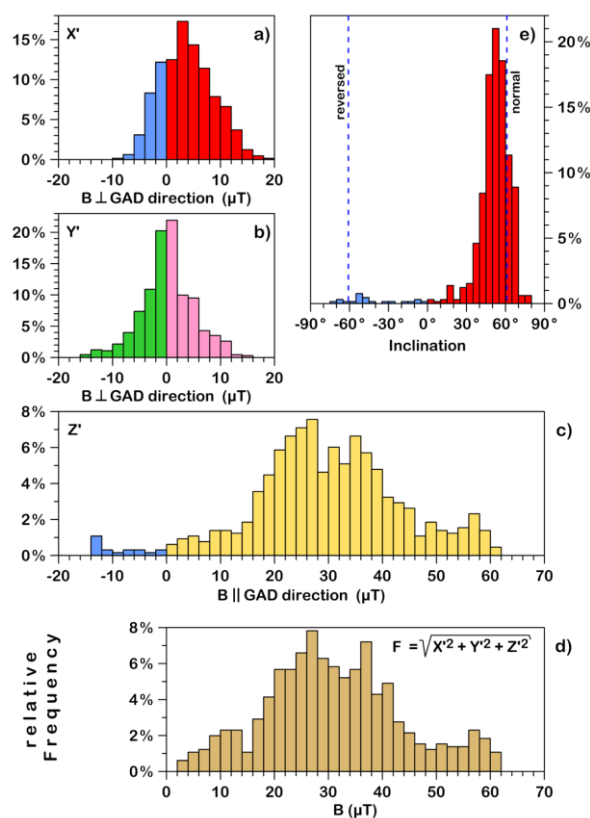 X'
a)
15%
10%
5%
0%
-20 -10 0 10 20
B ⊥ GAD direction (µT)
Y'
b)
20%
15%
10%
5%
0%
-20 -10 0 10 20
B ⊥ GAD direction (µT)
e)
reversed
normal
20%
15%
10%
5%
0%
-90° -60° -30° 0° 30° 60° 90°
Inclination
8%
Z'
c)
6%
4%
2%
0%
-20 -10 0 10 20 30 40 50 60 70
B || GAD direction (µT)
relative
Frequency
8%
F = √X'² + Y'² + Z'²
d)
6%
4%
2%
0%
0 10 20 30 40 50 60 70
B (µT)